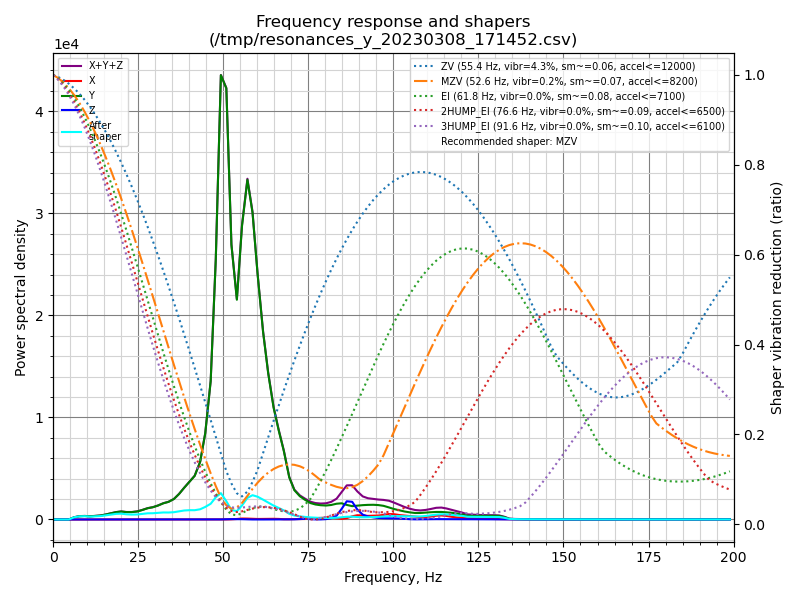 Frequency response and shapers
(/tmp/resonances_y_20230308_171452.csv)
1e4
X+Y+Z
X
Y
Z
After
shaper
ZV (55.4 Hz, vibr=4.3%, sm~=0.06, accel<=12000)
MZV (52.6 Hz, vibr=0.2%, sm~=0.07, accel<=8200)
EI (61.8 Hz, vibr=0.0%, sm~=0.08, accel<=7100)
2HUMP_EI (76.6 Hz, vibr=0.0%, sm~=0.09, accel<=6500)
3HUMP_EI (91.6 Hz, vibr=0.0%, sm~=0.10, accel<=6100)
Recommended shaper: MZV
Power spectral density
4
3
2
1
0
1.0
0.8
0.6
0.4
0.2
0.0
Shaper vibration reduction (ratio)
0 25 50 75 100 125 150 175 200
Frequency, Hz